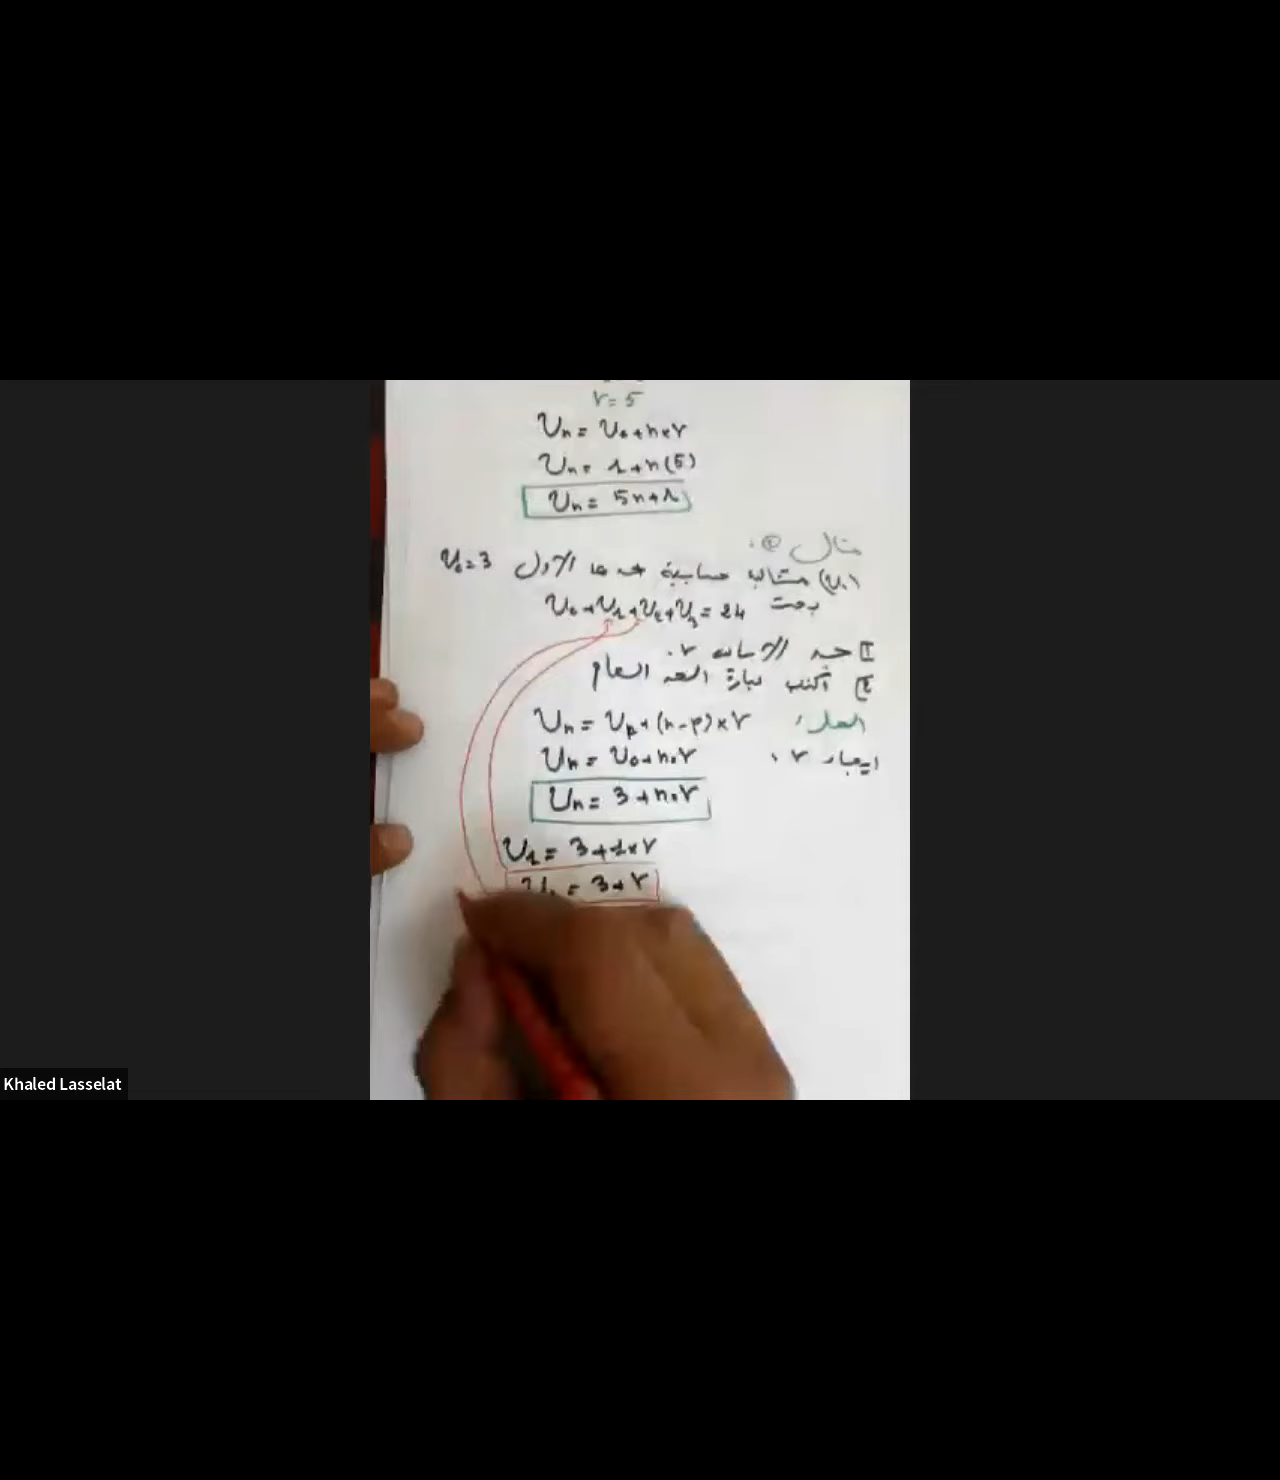 r = 5
Un = U0 + n×r
Un = 1 + n(5)
Un = 5n + 1
مثال ②.
(Un) متتالية حسابية حدها الأول U0 = 3
بحيث U0 + U1 + U2 + U3 = 24
1] حدد الأساس r.
2] أكتب عبارة الحد العام
الحل:
Un = Up + (n - p) × r
ايجاد r.
Un = U0 + n.r
Un = 3 + n.r
U1 = 3 + 1×r
U1 = 3 + r
Khaled Lasselat